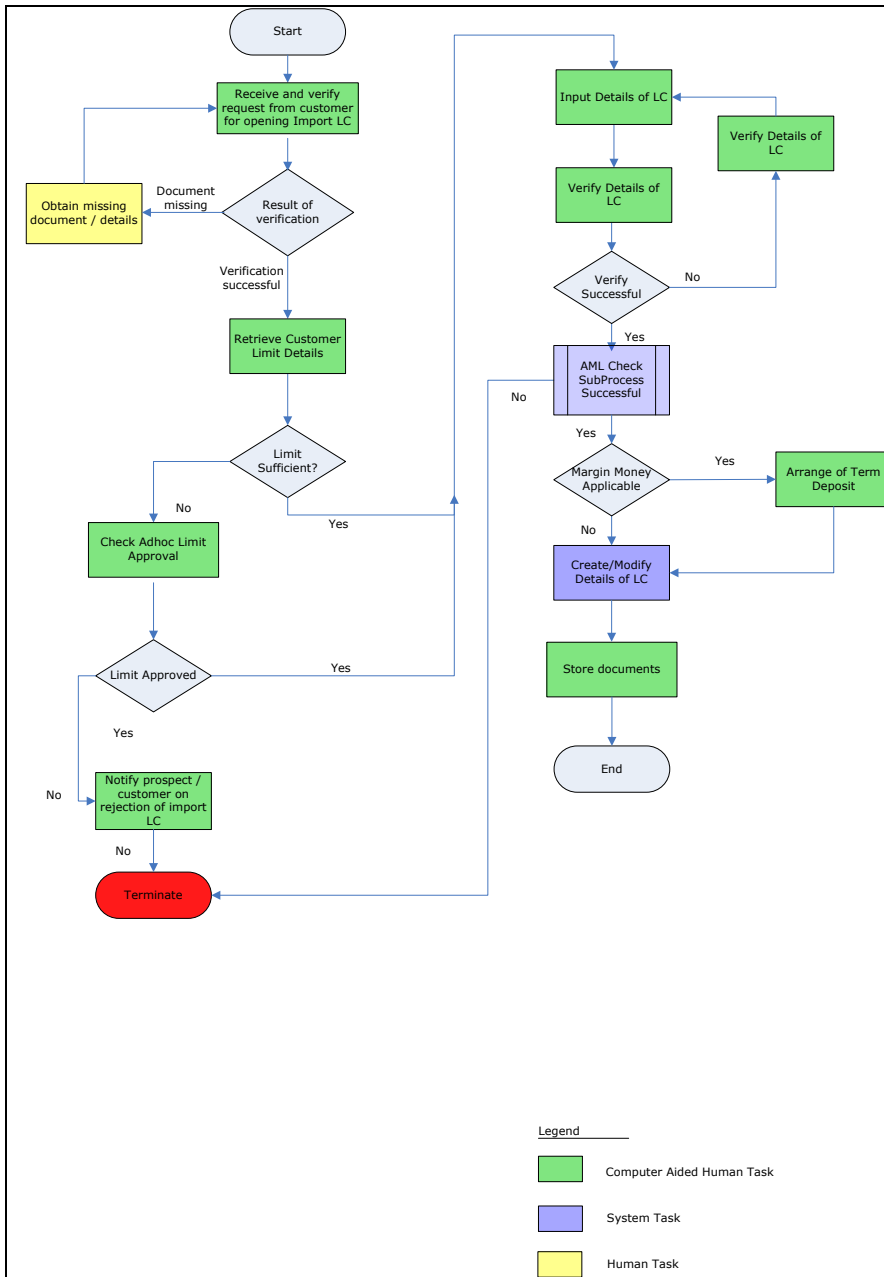 Start
Receive and verify
request from customer
for opening Import LC
Document
missing
Obtain missing
document / details
Result of
verification
Verification
successful
Retrieve Customer
Limit Details
Limit
Sufficient?
No
Yes
Check Adhoc Limit
Approval
Limit Approved
Yes
Yes
No
Notify prospect /
customer on
rejection of import
LC
No
Terminate
Input Details of LC
Verify Details of
LC
Verify Details of
LC
Verify
Successful
No
Yes
AML Check
SubProcess
Successful
No
Yes
Margin Money
Applicable
Yes
Arrange of Term
Deposit
No
Create/Modify
Details of LC
Store documents
End
Legend
Computer Aided Human Task
System Task
Human Task